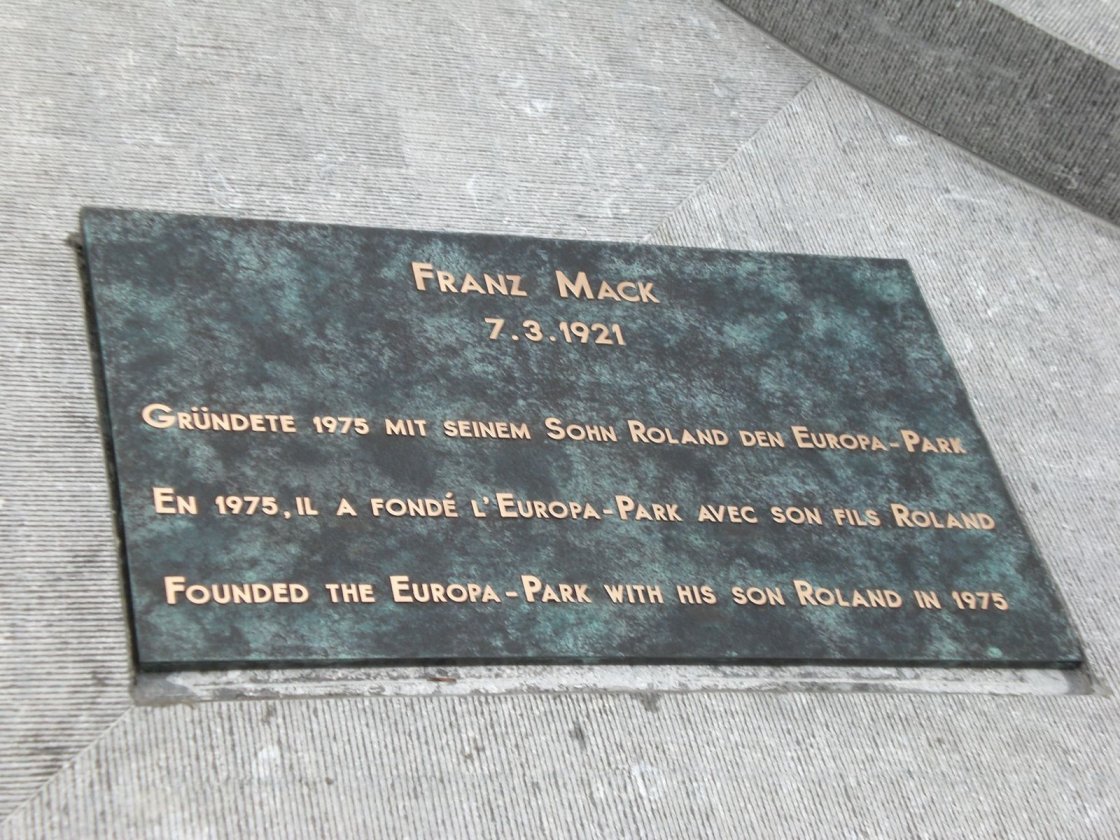 Franz Mack
7.3.1921
Gründete 1975 mit seinem Sohn Roland den Europa-Park
En 1975, il a fondé l'Europa-Park avec son fils Roland
Founded the Europa-Park with his son Roland in 1975